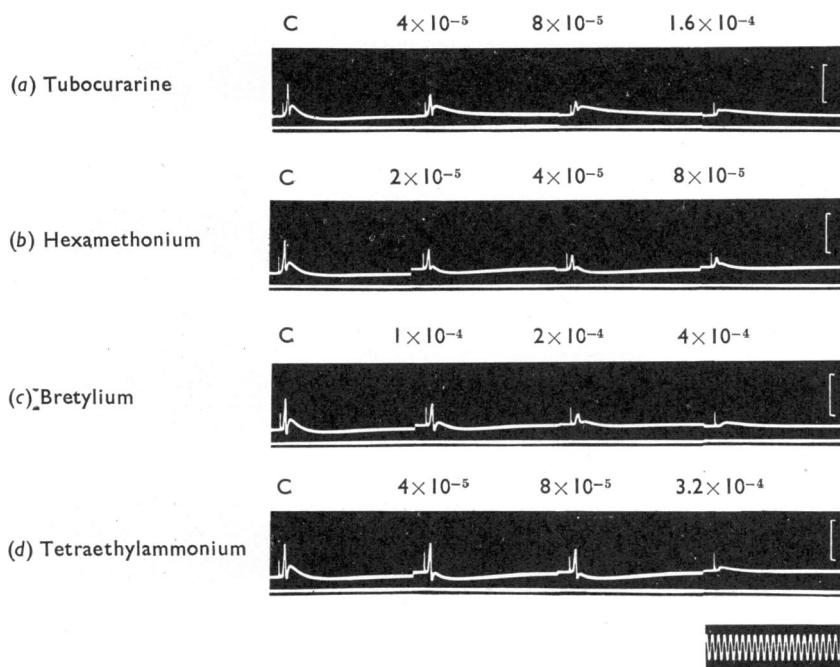 C 4×10⁻⁵ 8×10⁻⁵ 1.6×10⁻⁴
(a) Tubocurarine
C 2×10⁻⁵ 4×10⁻⁵ 8×10⁻⁵
(b) Hexamethonium
C 1×10⁻⁴ 2×10⁻⁴ 4×10⁻⁴
(c) Bretylium
C 4×10⁻⁵ 8×10⁻⁵ 3.2×10⁻⁴
(d) Tetraethylammonium